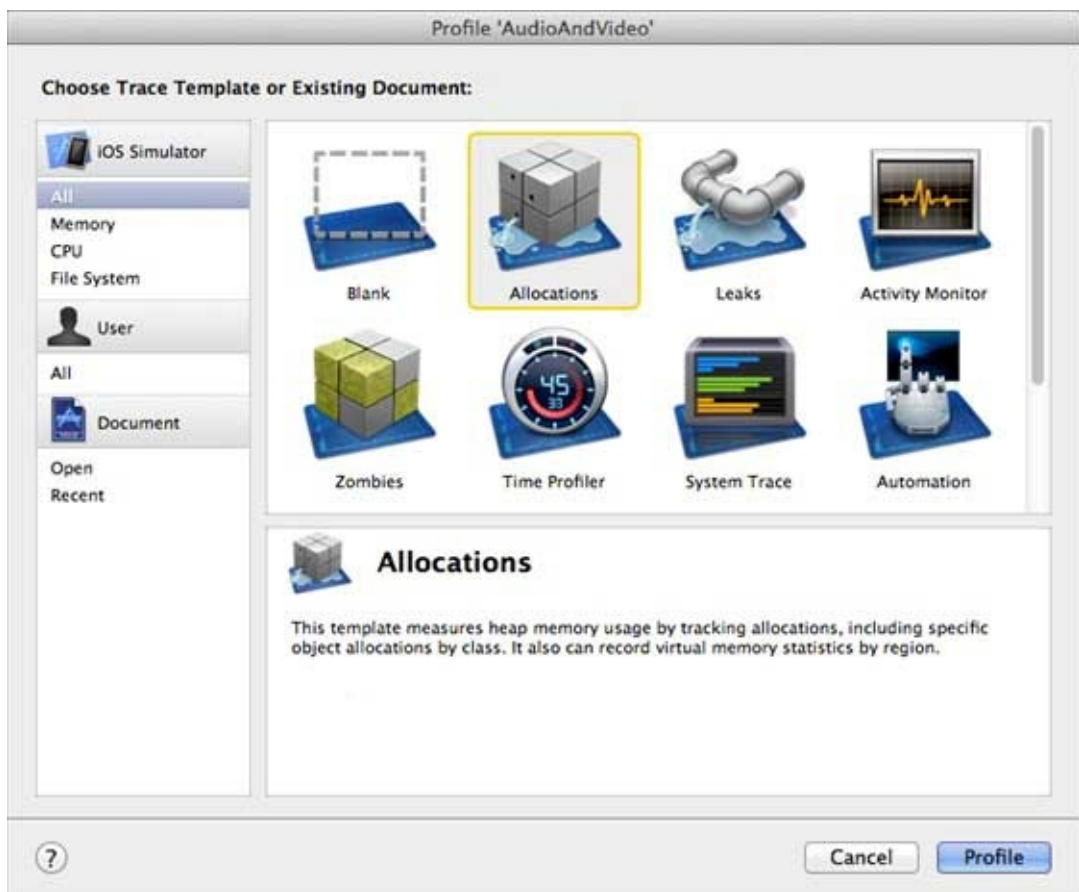 Profile 'AudioAndVideo'
Choose Trace Template or Existing Document:
iOS Simulator
All
Memory
CPU
File System
User
All
Document
Open
Recent
Blank
Allocations
Leaks
Activity Monitor
45
33
Zombies
Time Profiler
System Trace
Automation
Allocations
This template measures heap memory usage by tracking allocations, including specific
object allocations by class. It also can record virtual memory statistics by region.
?
Cancel
Profile